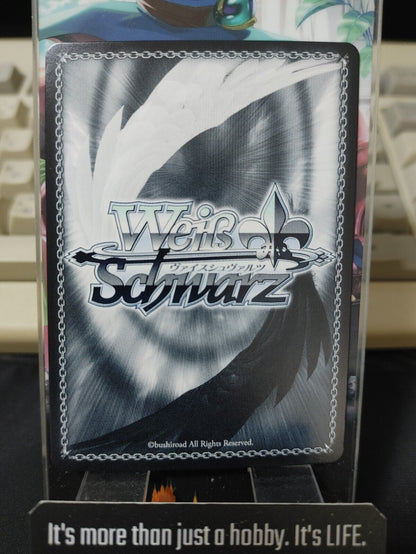 Weiß
ヴァイスシュヴァルツ
Schwarz
©bushiroad All Rights Reserved.
It's more than just a hobby. It's LIFE.